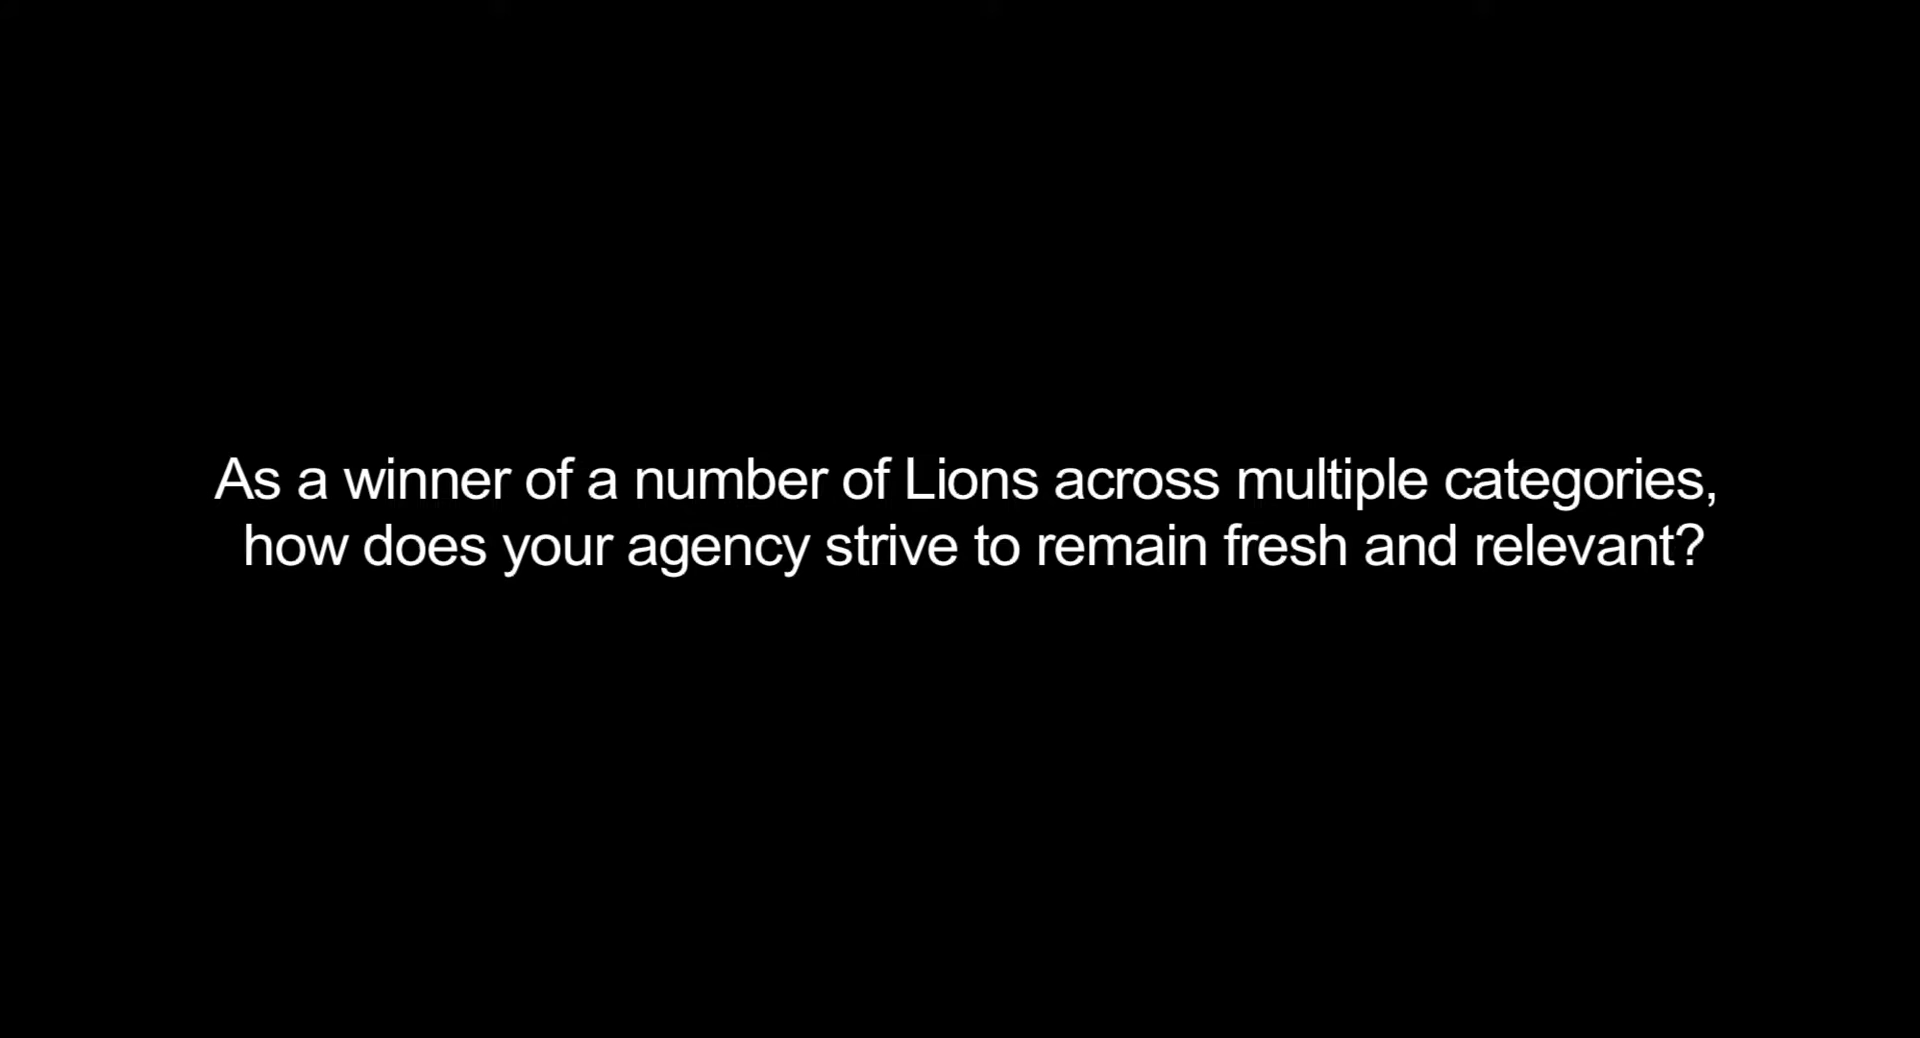 As a winner of a number of Lions across multiple categories,
how does your agency strive to remain fresh and relevant?